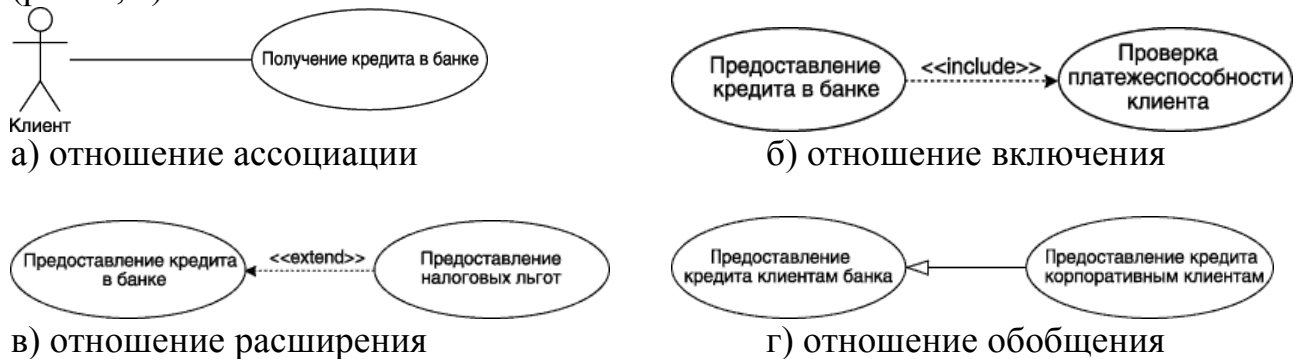 Получение кредита в банке
Клиент
а) отношение ассоциации
Предоставление
кредита в банке
<<include>>
Проверка
платежеспособности
клиента
б) отношение включения
Предоставление кредита
в банке
<<extend>>
Предоставление
налоговых льгот
в) отношение расширения
Предоставление
кредита клиентам банка
Предоставление кредита
корпоративным клиентам
г) отношение обобщения